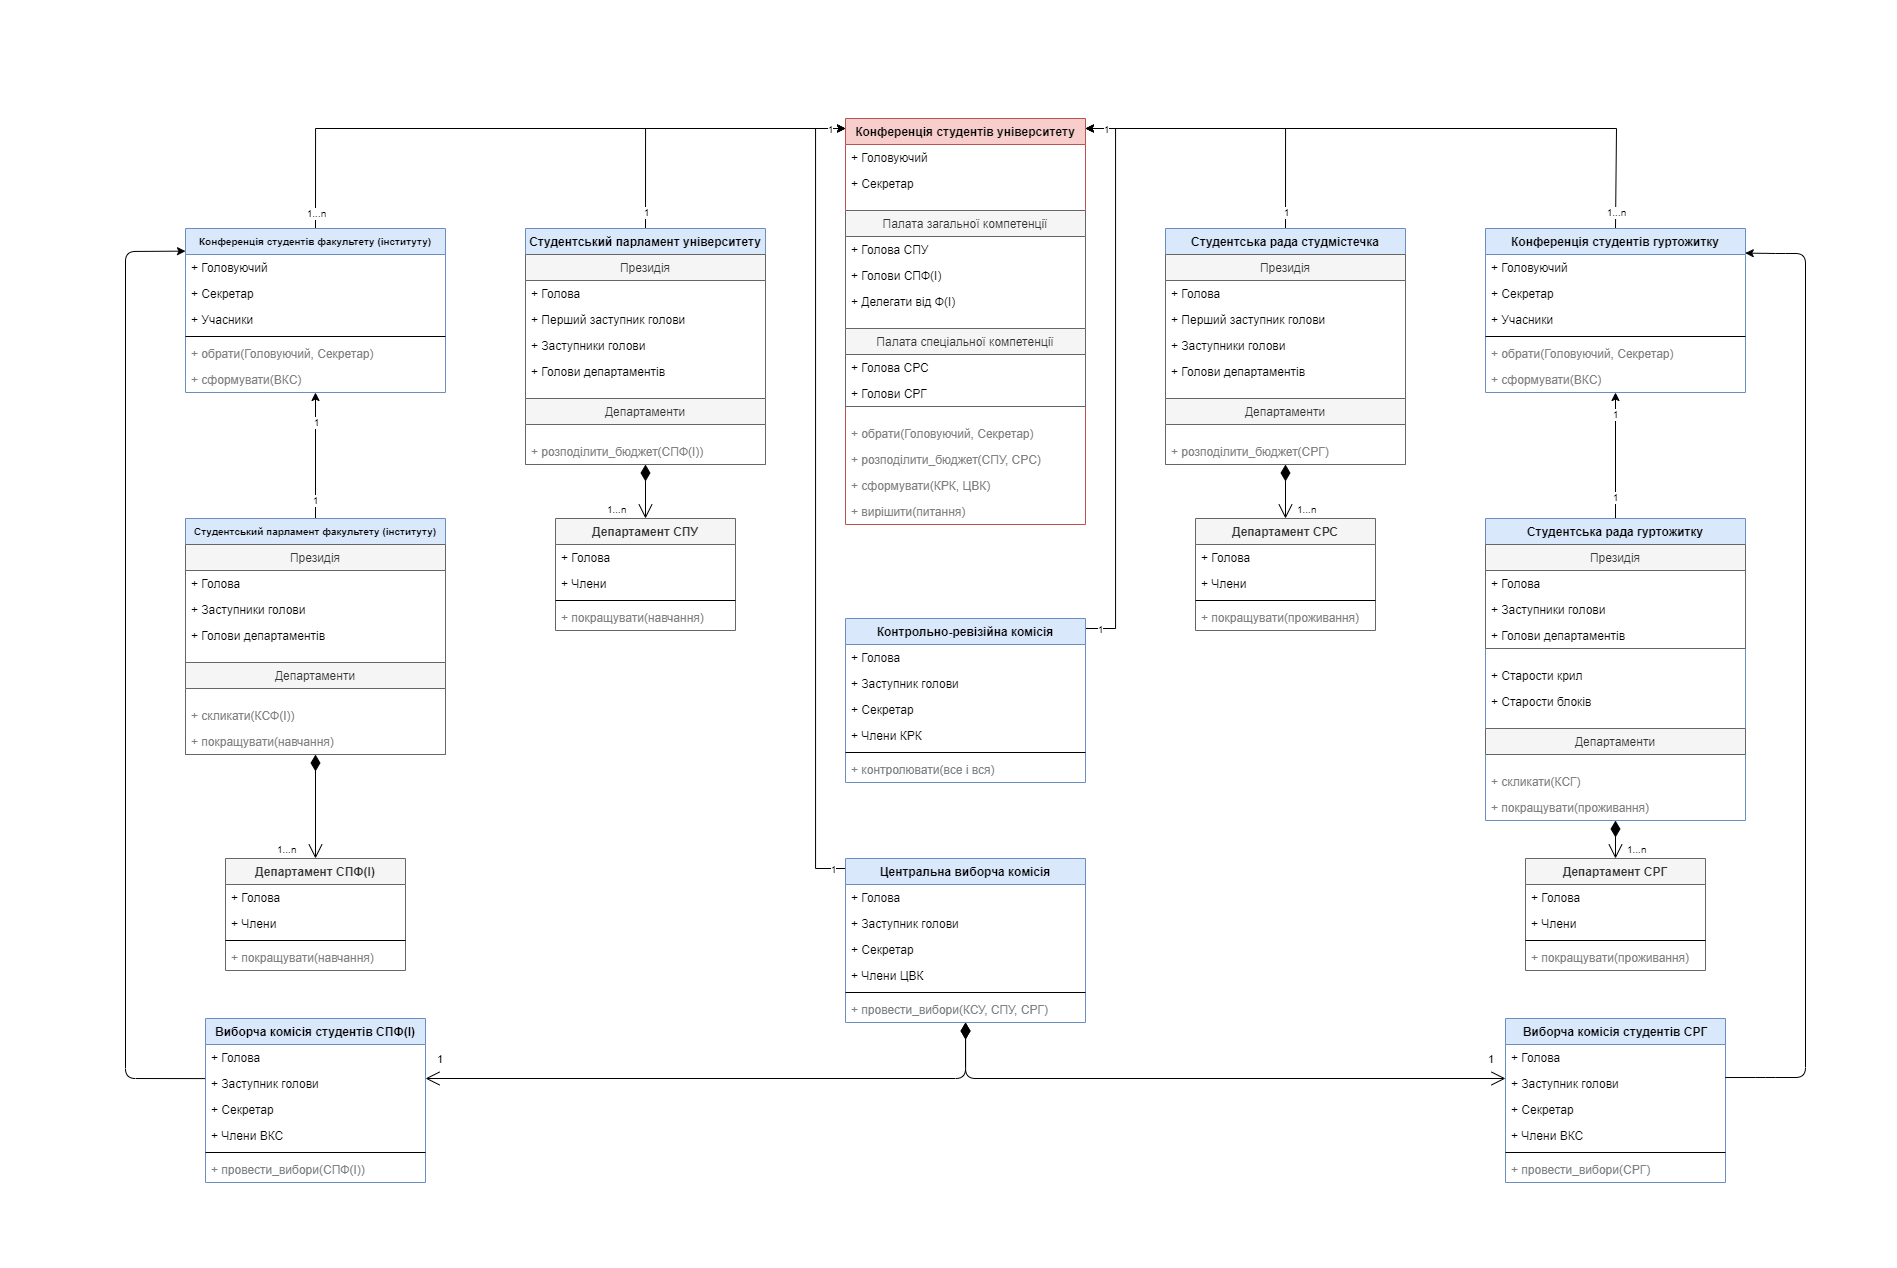 1
Конференція студентів університету
+ Головуючий
+ Секретар
Палата загальної компетенції
+ Голова СПУ
+ Голови СПФ(І)
+ Делегати від Ф(І)
Палата спеціальної компетенції
+ Голова СРС
+ Голови СРГ
+ обрати(Головуючий, Секретар)
+ розподілити_бюджет(СПУ, СРС)
+ сформувати(КРК, ЦВК)
+ вирішити(питання)
1
1...n
Конференція студентів факультету (інституту)
+ Головуючий
+ Секретар
+ Учасники
+ обрати(Головуючий, Секретар)
+ сформувати(ВКС)
1
1
Студентський парламент університету
Президія
+ Голова
+ Перший заступник голови
+ Заступники голови
+ Голови департаментів
Департаменти
+ розподілити_бюджет(СПФ(І))
1...n
Департамент СПУ
+ Голова
+ Члени
+ покращувати(навчання)
1
Студентська рада студмістечка
Президія
+ Голова
+ Перший заступник голови
+ Заступники голови
+ Голови департаментів
Департаменти
+ розподілити_бюджет(СРГ)
1...n
Департамент СРС
+ Голова
+ Члени
+ покращувати(проживання)
1...n
Конференція студентів гуртожитку
+ Головуючий
+ Секретар
+ Учасники
+ обрати(Головуючий, Секретар)
+ сформувати(ВКС)
1
1
Студентський парламент факультету (інституту)
Президія
+ Голова
+ Заступники голови
+ Голови департаментів
Департаменти
+ скликати(КСФ(І))
+ покращувати(навчання)
1...n
Департамент СПФ(І)
+ Голова
+ Члени
+ покращувати(навчання)
Контрольно-ревізійна комісія
1
+ Голова
+ Заступник голови
+ Секретар
+ Члени КРК
+ контролювати(все і вся)
1
Студентська рада гуртожитку
Президія
+ Голова
+ Заступники голови
+ Голови департаментів
+ Старости крил
+ Старости блоків
Департаменти
+ скликати(КСГ)
+ покращувати(проживання)
1...n
Департамент СРГ
+ Голова
+ Члени
+ покращувати(проживання)
1
Центральна виборча комісія
+ Голова
+ Заступник голови
+ Секретар
+ Члени ЦВК
+ провести_вибори(КСУ, СПУ, СРГ)
Виборча комісія студентів СПФ(І)
+ Голова
+ Заступник голови
+ Секретар
+ Члени ВКС
+ провести_вибори(СПФ(І))
1
1
Виборча комісія студентів СРГ
+ Голова
+ Заступник голови
+ Секретар
+ Члени ВКС
+ провести_вибори(СРГ)